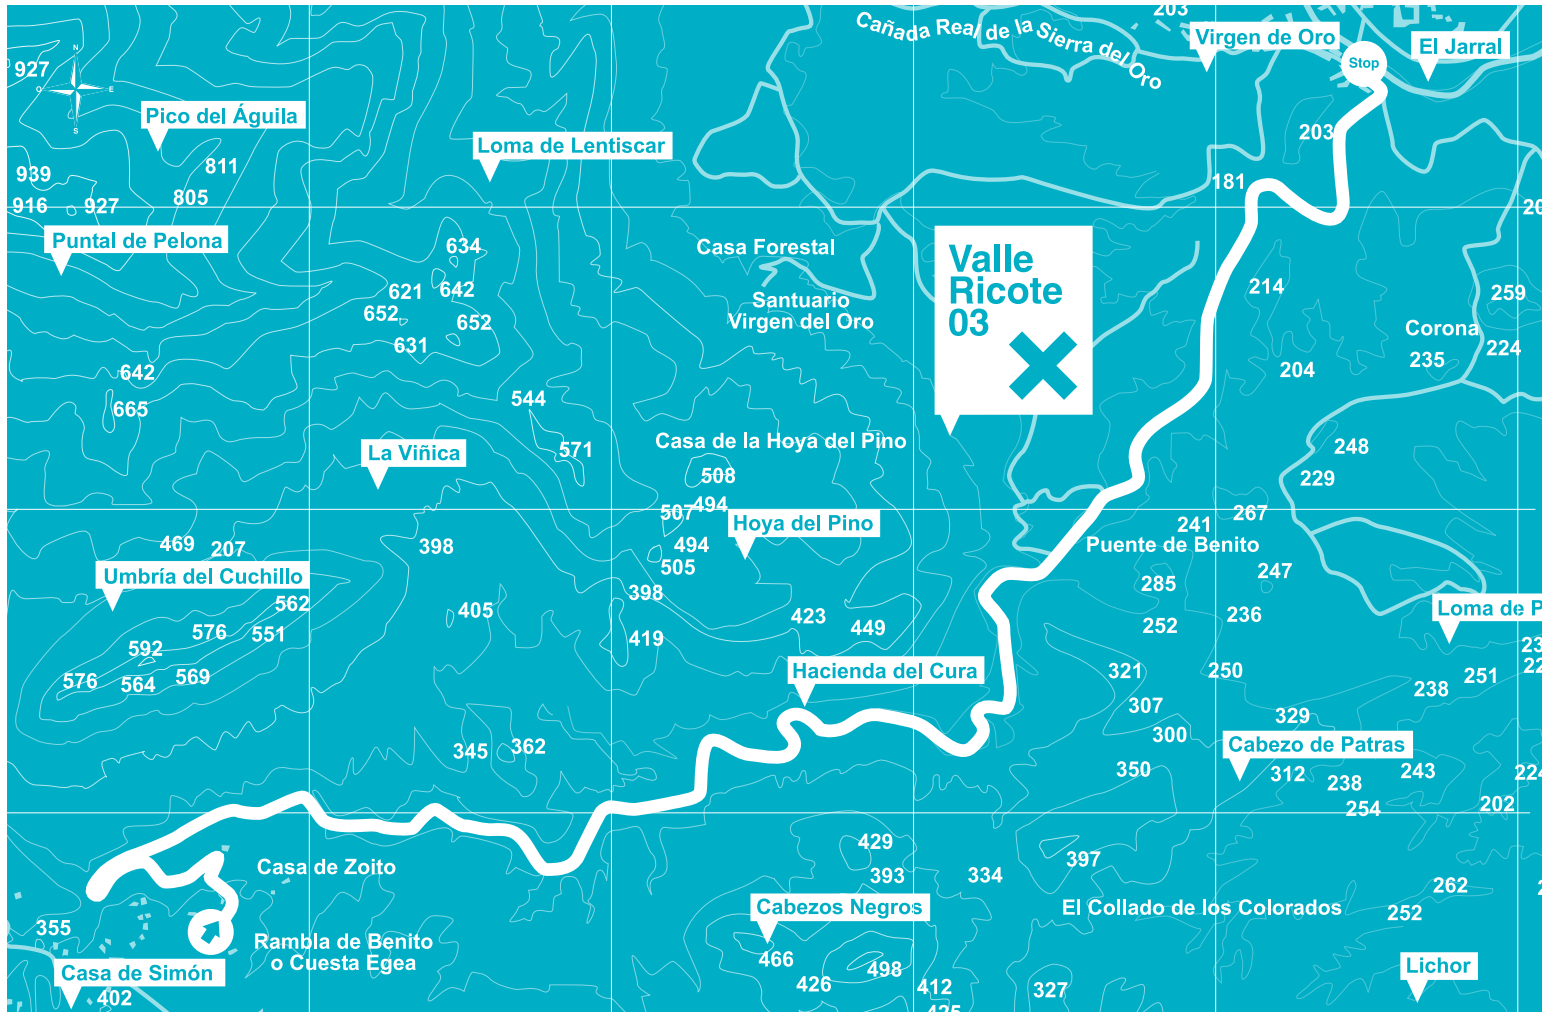 203
Cañada Real de la Sierra del Oro
Virgen de Oro
Stop
El Jarral
927
N
O
E
S
Pico del Águila
Loma de Lentiscar
203
811
939
805
181
916
927
20
Puntal de Pelona
634
Casa Forestal
Valle
Ricote
03
621
642
214
259
652
652
Santuario
Virgen del Oro
631
Corona
235
224
642
204
665
544
571
Casa de la Hoya del Pino
248
La Viñica
508
229
507
494
267
Hoya del Pino
241
469
207
398
494
Puente de Benito
505
247
Umbría del Cuchillo
285
562
398
405
423
236
Loma de P
576
551
419
449
252
592
23
22
576
564
569
Hacienda del Cura
321
250
251
238
307
329
345
362
300
Cabezo de Patras
350
312
238
243
224
254
202
429
Casa de Zoito
393
334
397
262
2
Cabezos Negros
El Collado de los Colorados
252
355
Rambla de Benito
o Cuesta Egea
466
498
Casa de Simón
Lichor
402
426
412
327
425